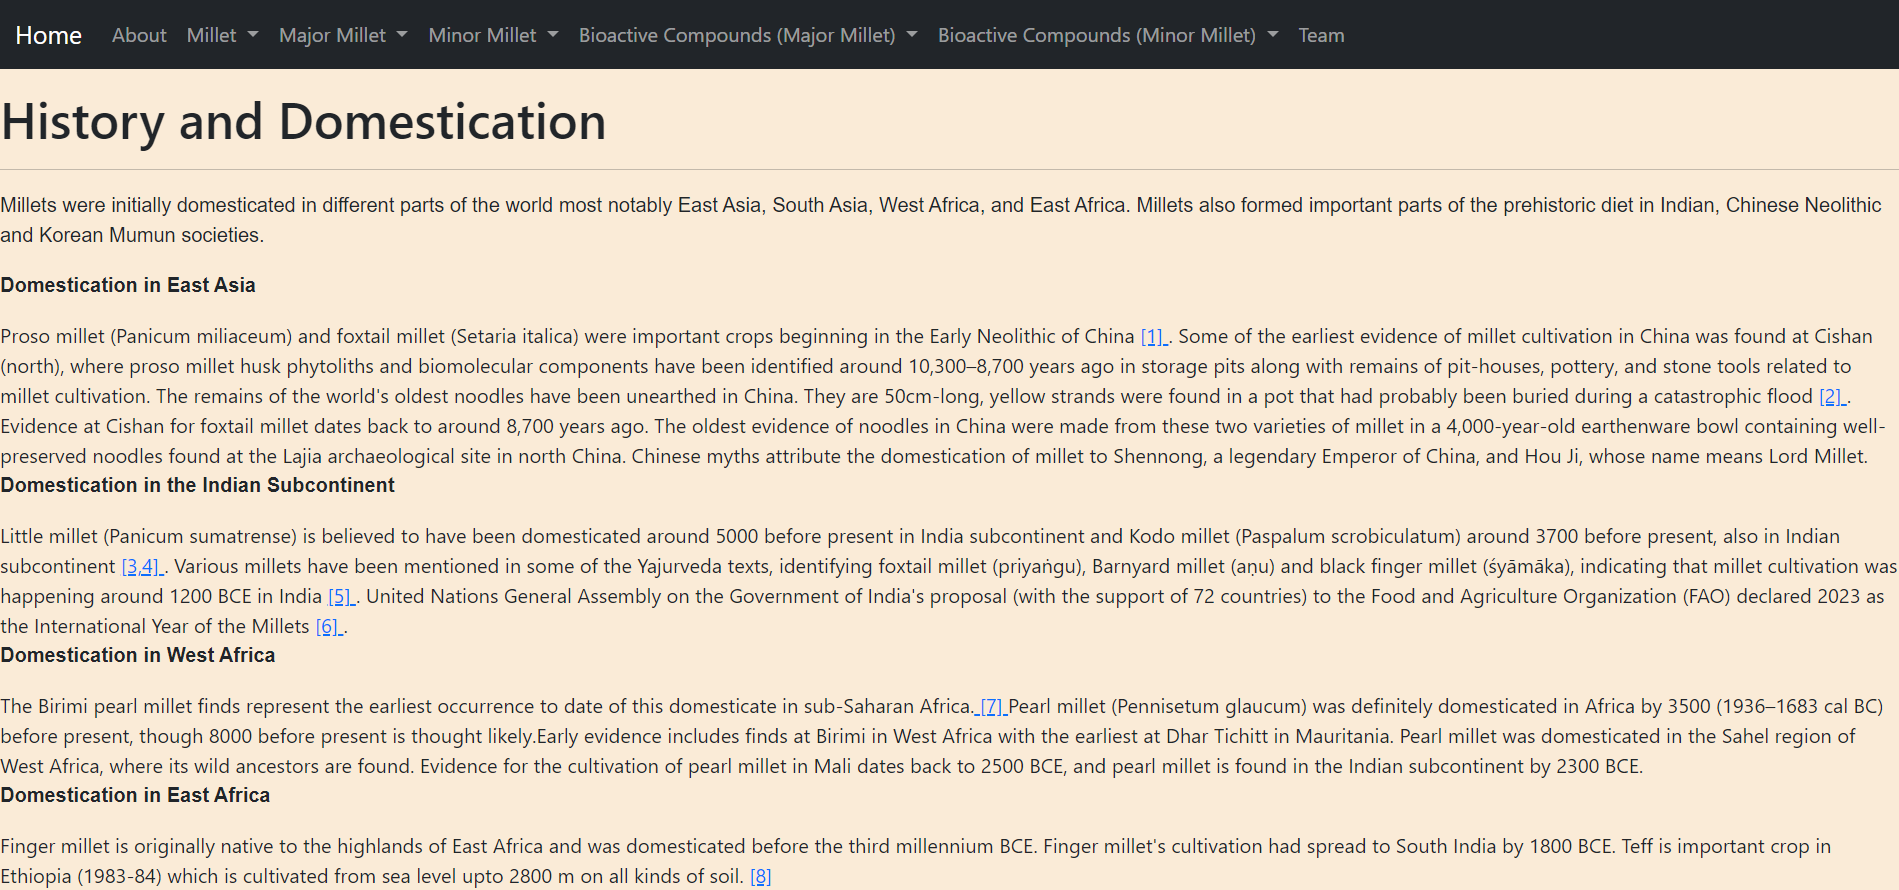 Home About Millet Major Millet Minor Millet Bioactive Compounds (Major Millet) Bioactive Compounds (Minor Millet) Team
History and Domestication
Millets were initially domesticated in different parts of the world most notably East Asia, South Asia, West Africa, and East Africa. Millets also formed important parts of the prehistoric diet in Indian, Chinese Neolithic
and Korean Mumun societies.
Domestication in East Asia
Proso millet (Panicum miliaceum) and foxtail millet (Setaria italica) were important crops beginning in the Early Neolithic of China [1] . Some of the earliest evidence of millet cultivation in China was found at Cishan
(north), where proso millet husk phytoliths and biomolecular components have been identified around 10,300–8,700 years ago in storage pits along with remains of pit-houses, pottery, and stone tools related to
millet cultivation. The remains of the world's oldest noodles have been unearthed in China. They are 50cm-long, yellow strands were found in a pot that had probably been buried during a catastrophic flood [2] .
Evidence at Cishan for foxtail millet dates back to around 8,700 years ago. The oldest evidence of noodles in China were made from these two varieties of millet in a 4,000-year-old earthenware bowl containing well-
preserved noodles found at the Lajia archaeological site in north China. Chinese myths attribute the domestication of millet to Shennong, a legendary Emperor of China, and Hou Ji, whose name means Lord Millet.
Domestication in the Indian Subcontinent
Little millet (Panicum sumatrense) is believed to have been domesticated around 5000 before present in India subcontinent and Kodo millet (Paspalum scrobiculatum) around 3700 before present, also in Indian
subcontinent [3,4] . Various millets have been mentioned in some of the Yajurveda texts, identifying foxtail millet (priyaṅgu), Barnyard millet (aṇu) and black finger millet (śyāmāka), indicating that millet cultivation was
happening around 1200 BCE in India [5] . United Nations General Assembly on the Government of India's proposal (with the support of 72 countries) to the Food and Agriculture Organization (FAO) declared 2023 as
the International Year of the Millets [6] .
Domestication in West Africa
The Birimi pearl millet finds represent the earliest occurrence to date of this domesticate in sub-Saharan Africa. [7] Pearl millet (Pennisetum glaucum) was definitely domesticated in Africa by 3500 (1936–1683 cal BC)
before present, though 8000 before present is thought likely.Early evidence includes finds at Birimi in West Africa with the earliest at Dhar Tichitt in Mauritania. Pearl millet was domesticated in the Sahel region of
West Africa, where its wild ancestors are found. Evidence for the cultivation of pearl millet in Mali dates back to 2500 BCE, and pearl millet is found in the Indian subcontinent by 2300 BCE.
Domestication in East Africa
Finger millet is originally native to the highlands of East Africa and was domesticated before the third millennium BCE. Finger millet's cultivation had spread to South India by 1800 BCE. Teff is important crop in
Ethiopia (1983-84) which is cultivated from sea level upto 2800 m on all kinds of soil. [8]